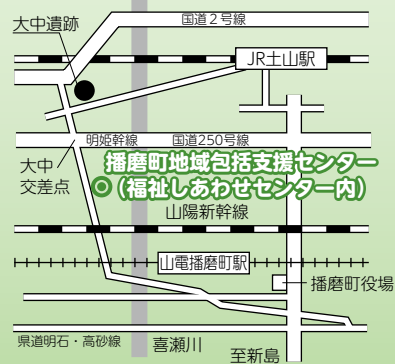 国道2号線
大中遺跡
JR土山駅
明姫幹線
国道250号線
大中
交差点
播磨町地域包括支援センター
(福祉しあわせセンター内)
山陽新幹線
山電播磨町駅
播磨町役場
県道明石・高砂線
喜瀬川
至新島